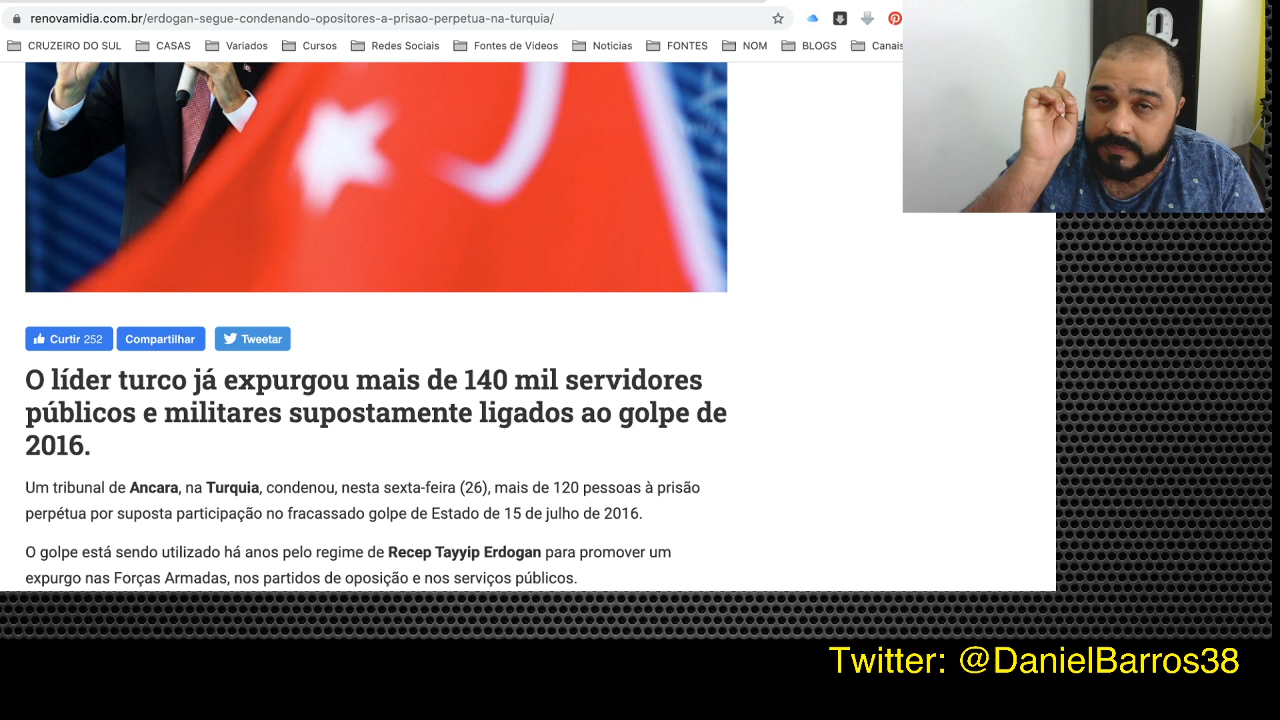 renovamidia.com.br/erdogan-segue-condenando-opositores-a-prisao-perpetua-na-turquia/
CRUZEIRO DO SUL CASAS Variados Cursos Redes Sociais Fontes de Videos Noticias FONTES NOM BLOGS Canais
Q
Curtir 252 Compartilhar Tweetar
O líder turco já expurgou mais de 140 mil servidores
públicos e militares supostamente ligados ao golpe de
2016.
Um tribunal de Ancara, na Turquia, condenou, nesta sexta-feira (26), mais de 120 pessoas à prisão
perpétua por suposta participação no fracassado golpe de Estado de 15 de julho de 2016.
O golpe está sendo utilizado há anos pelo regime de Recep Tayyip Erdogan para promover um
expurgo nas Forças Armadas, nos partidos de oposição e nos serviços públicos.
Twitter: @DanielBarros38